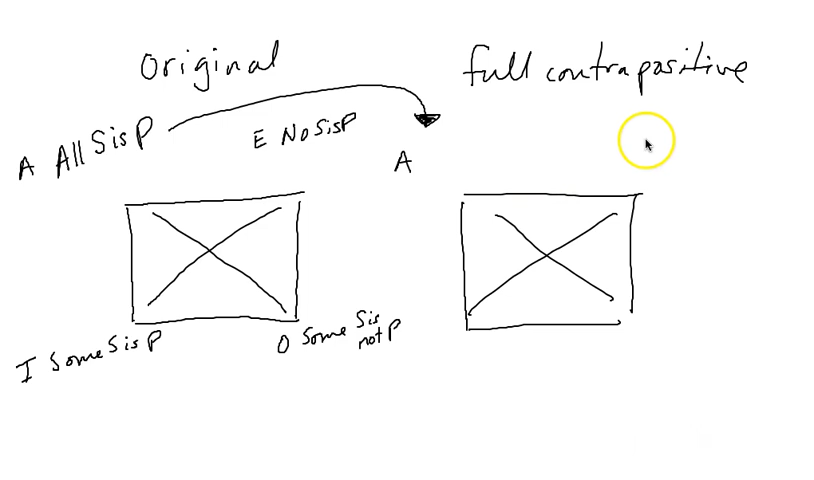 Original
full contrapositive
A All S is P
E No S is P
A
I Some S is P
O Some S is
not P